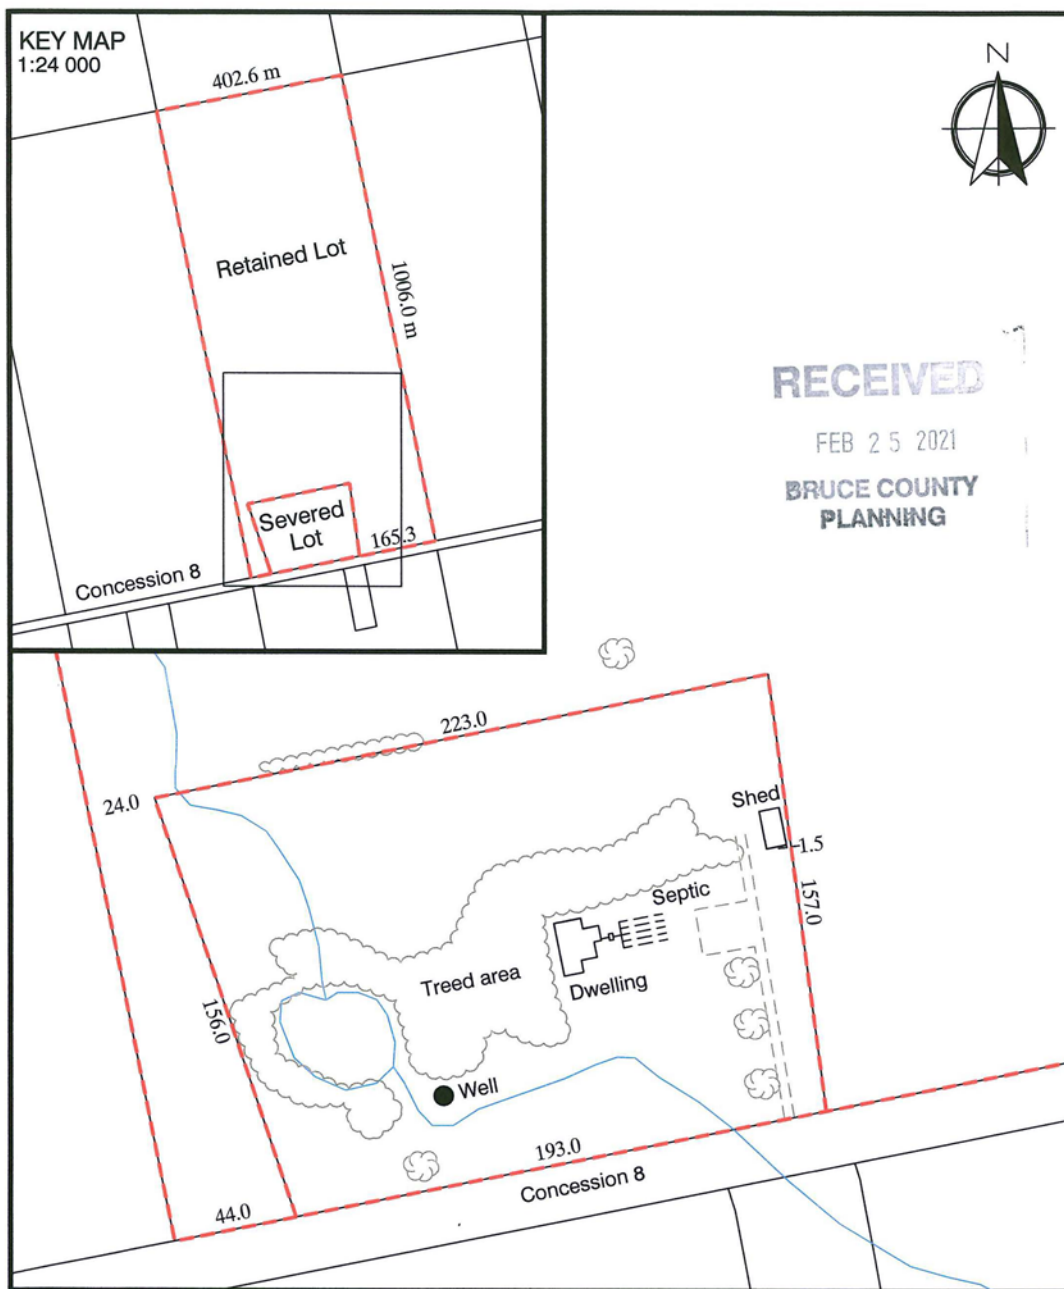 KEY MAP
1:24 000
402.6 m
Retained Lot
1006.0 m
Severed
Lot
165.3
Concession 8
N
RECEIVED
FEB 25 2021
BRUCE COUNTY
PLANNING
223.0
24.0
Shed
1.5
157.0
Septic
Treed area
Dwelling
156.0
Well
193.0
Concession 8
44.0